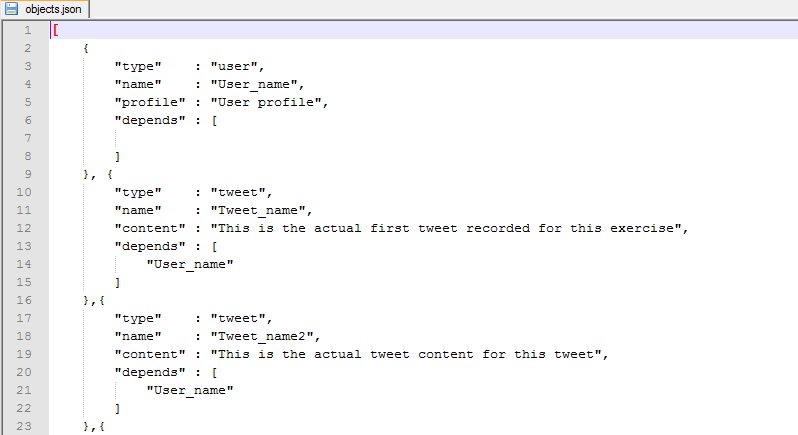 objects.json
1 [
2     {
3         "type"    : "user",
4         "name"    : "User_name",
5         "profile" : "User profile",
6         "depends" : [
7
8         ]
9     }, {
10         "type"    : "tweet",
11         "name"    : "Tweet_name",
12         "content" : "This is the actual first tweet recorded for this exercise",
13         "depends" : [
14             "User_name"
15         ]
16     },{
17         "type"    : "tweet",
18         "name"    : "Tweet_name2",
19         "content" : "This is the actual tweet content for this tweet",
20         "depends" : [
21             "User_name"
22         ]
23     },{